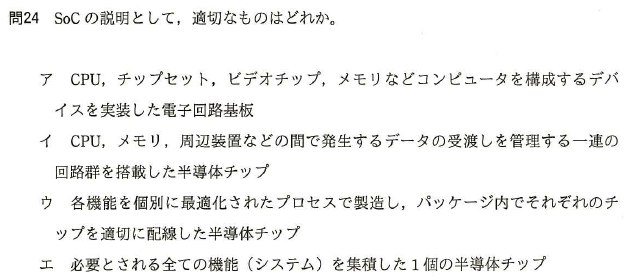 問24 SoCの説明として，適切なものはどれか。
ア CPU，チップセット，ビデオチップ，メモリなどコンピュータを構成するデバ
イスを実装した電子回路基板
イ CPU，メモリ，周辺装置などの間で発生するデータの受渡しを管理する一連の
回路群を搭載した半導体チップ
ウ 各機能を個別に最適化されたプロセスで製造し，パッケージ内でそれぞれのチ
ップを適切に配線した半導体チップ
エ 必要とされる全ての機能（システム）を集積した1個の半導体チップ